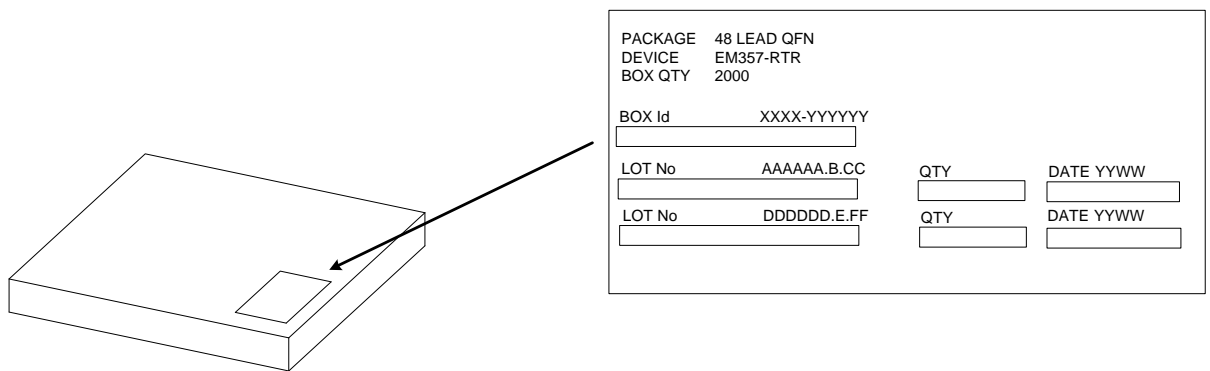 PACKAGE 48 LEAD QFN
DEVICE EM357-RTR
BOX QTY 2000
BOX Id XXXX-YYYYYY
LOT No AAAAAA.B.CC QTY DATE YYWW
LOT No DDDDDD.E.FF QTY DATE YYWW